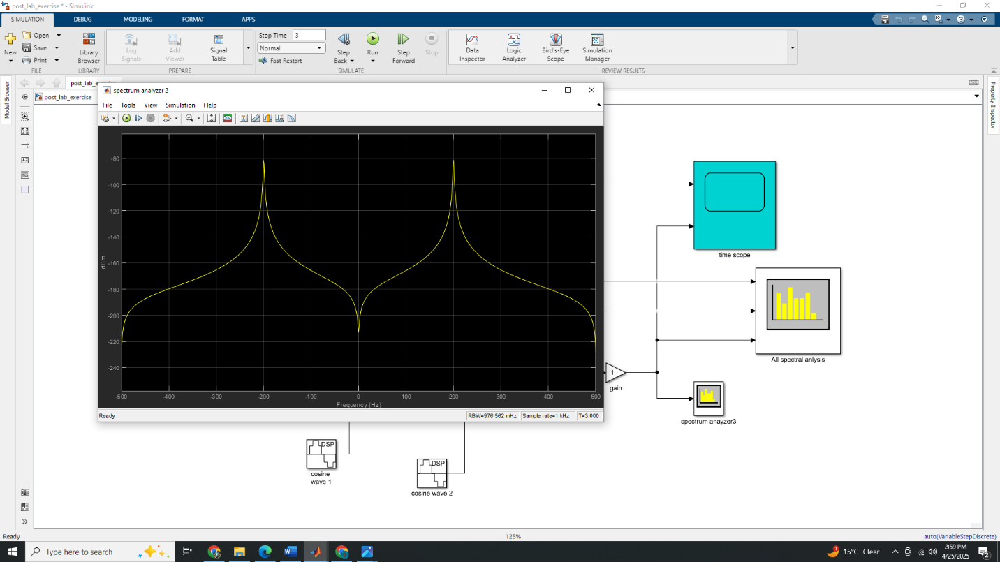 post_lab_exercise * - Simulink
SIMULATION DEBUG MODELING FORMAT APPS
New
Open
Save
Print
FILE
Library
Browser
LIBRARY
Log
Signals
Add
Viewer
Signal
Table
PREPARE
Stop Time 3
Normal
Fast Restart
Step
Back
Run
Step
Forward
Stop
SIMULATE
Data
Inspector
Logic
Analyzer
Bird's-Eye
Scope
Simulation
Manager
REVIEW RESULTS
Model Browser
post_lab_exercise
Property Inspector
spectrum analyzer 2
File Tools View Simulation Help
dBm
-80
-100
-120
-140
-160
-180
-200
-220
-240
-500 -400 -300 -200 -100 0 100 200 300 400 500
Frequency (Hz)
Ready RBW=976.562 mHz Sample rate=1 kHz T=3.000
time scope
All spectral anlysis
1
gain
spectrum anayzer3
DSP
cosine
wave 1
DSP
cosine wave 2
Ready 125% auto(VariableStepDiscrete)
Type here to search
1
15°C Clear
2:59 PM
4/25/2025
2